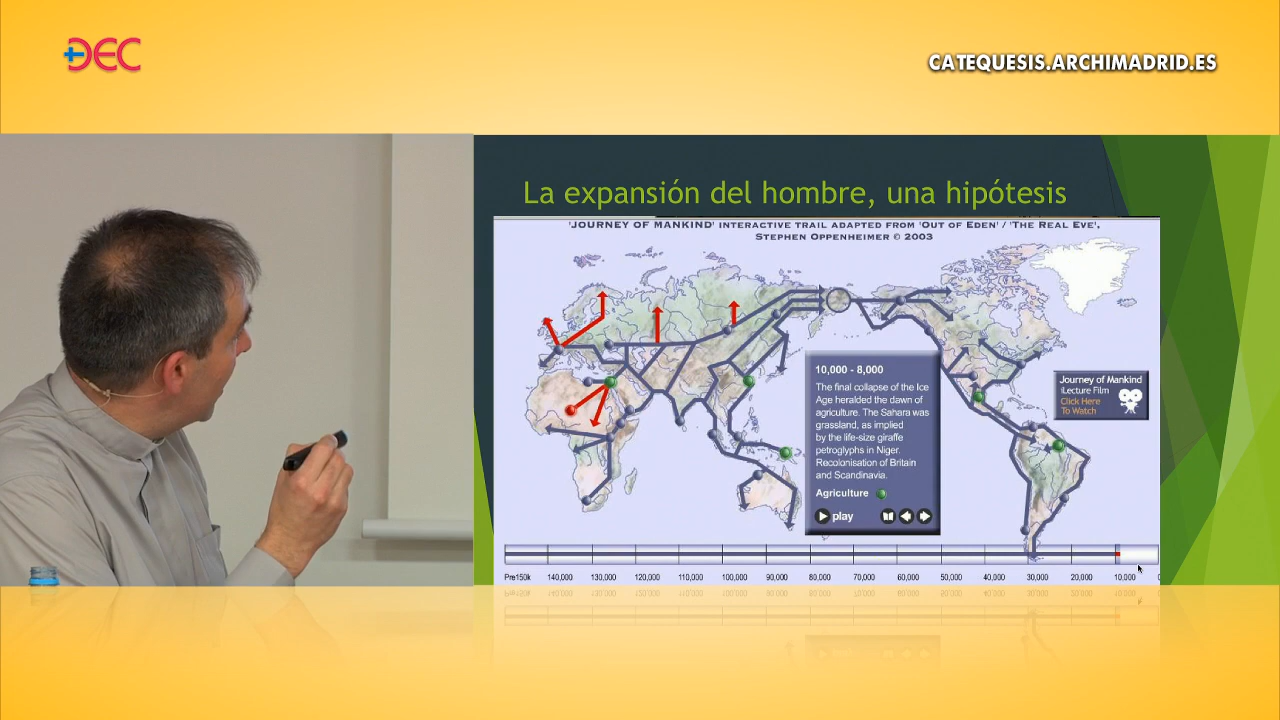 DEC
CATEQUESIS.ARCHIMADRID.ES
La expansión del hombre, una hipótesis
'JOURNEY OF MANKIND' INTERACTIVE TRAIL ADAPTED FROM 'OUT OF EDEN' / 'THE REAL EVE',
STEPHEN OPPENHEIMER © 2003
10,000 - 8,000
The final collapse of the Ice
Age heralded the dawn of
agriculture. The Sahara was
grassland, as implied
by the life-size giraffe
petroglyphs in Niger.
Recolonisation of Britain
and Scandinavia.
Agriculture
play
Journey of Mankind
iLecture Film
Click Here
To Watch
Pre150k 140,000 130,000 120,000 110,000 100,000 90,000 80,000 70,000 60,000 50,000 40,000 30,000 20,000 10,000 0